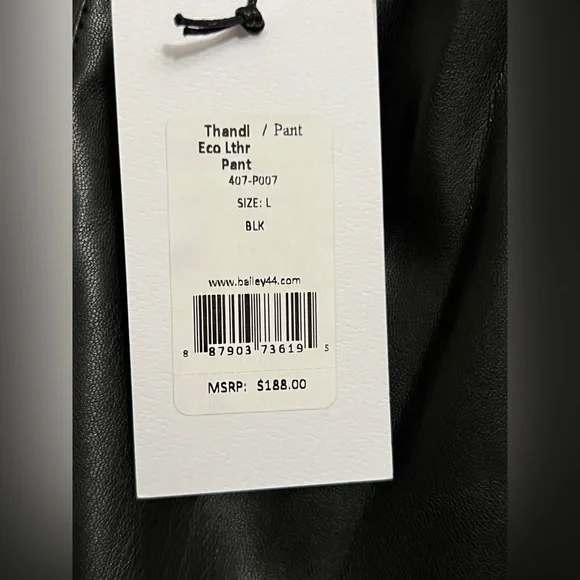 Thandi / Pant
Eco Lthr
Pant
407-P007
SIZE: L
BLK
www.bailey44.com
8 87903 73619 5
MSRP: $188.00